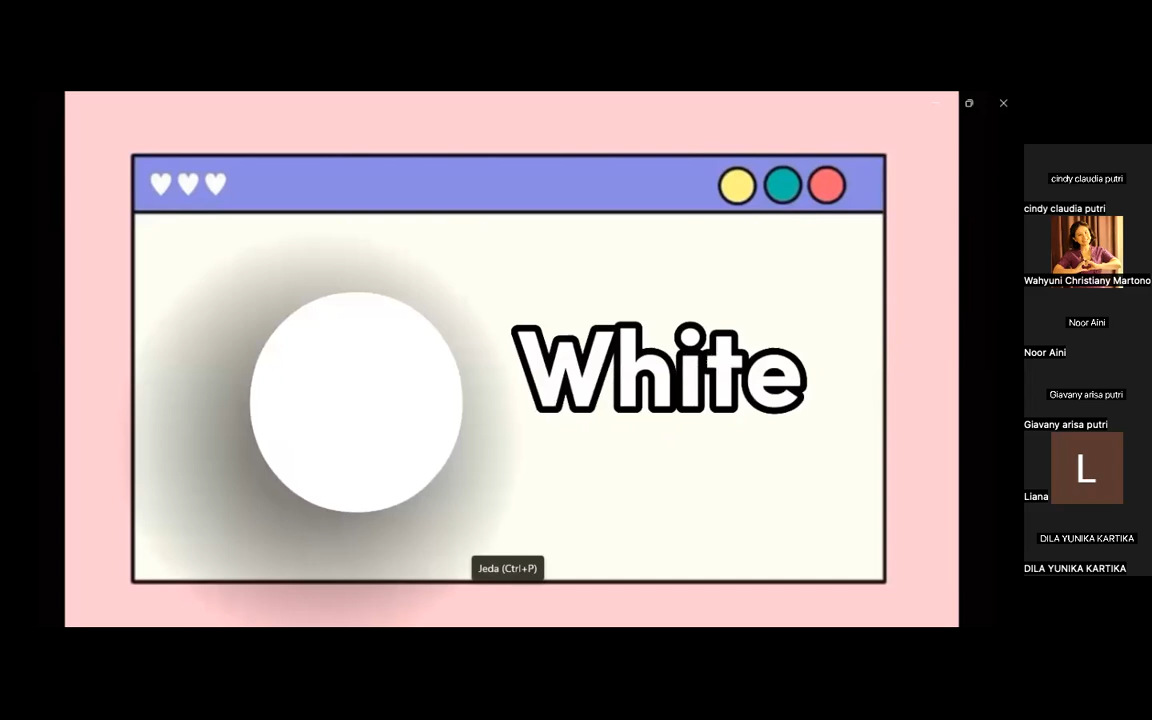 White
Jeda (Ctrl+P)
cindy claudia putri
cindy claudia putri
Wahyuni Christiany Martono
Noor Aini
Noor Aini
Giavany arisa putri
Giavany arisa putri
L
Liana
DILA YUNIKA KARTIKA
DILA YUNIKA KARTIKA